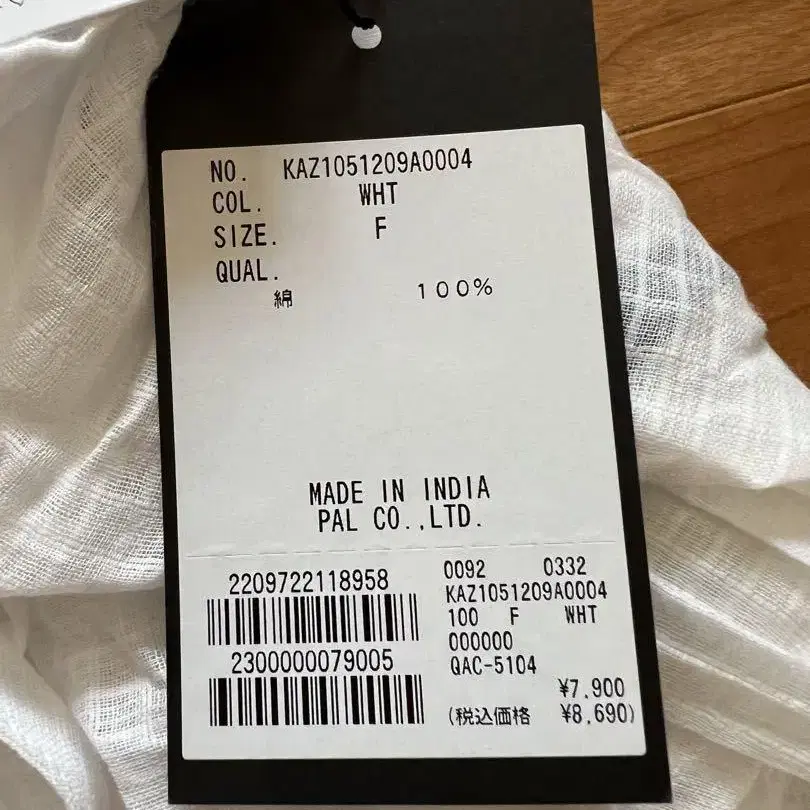 NO. KAZ1051209A0004
COL. WHT
SIZE. F
QUAL.
綿 100%
MADE IN INDIA
PAL CO.,LTD.
2209722118958
2300000079005
0092 0332
KAZ1051209A0004
100 F WHT
000000
QAC-5104
¥7,900
(税込価格 ¥8,690)